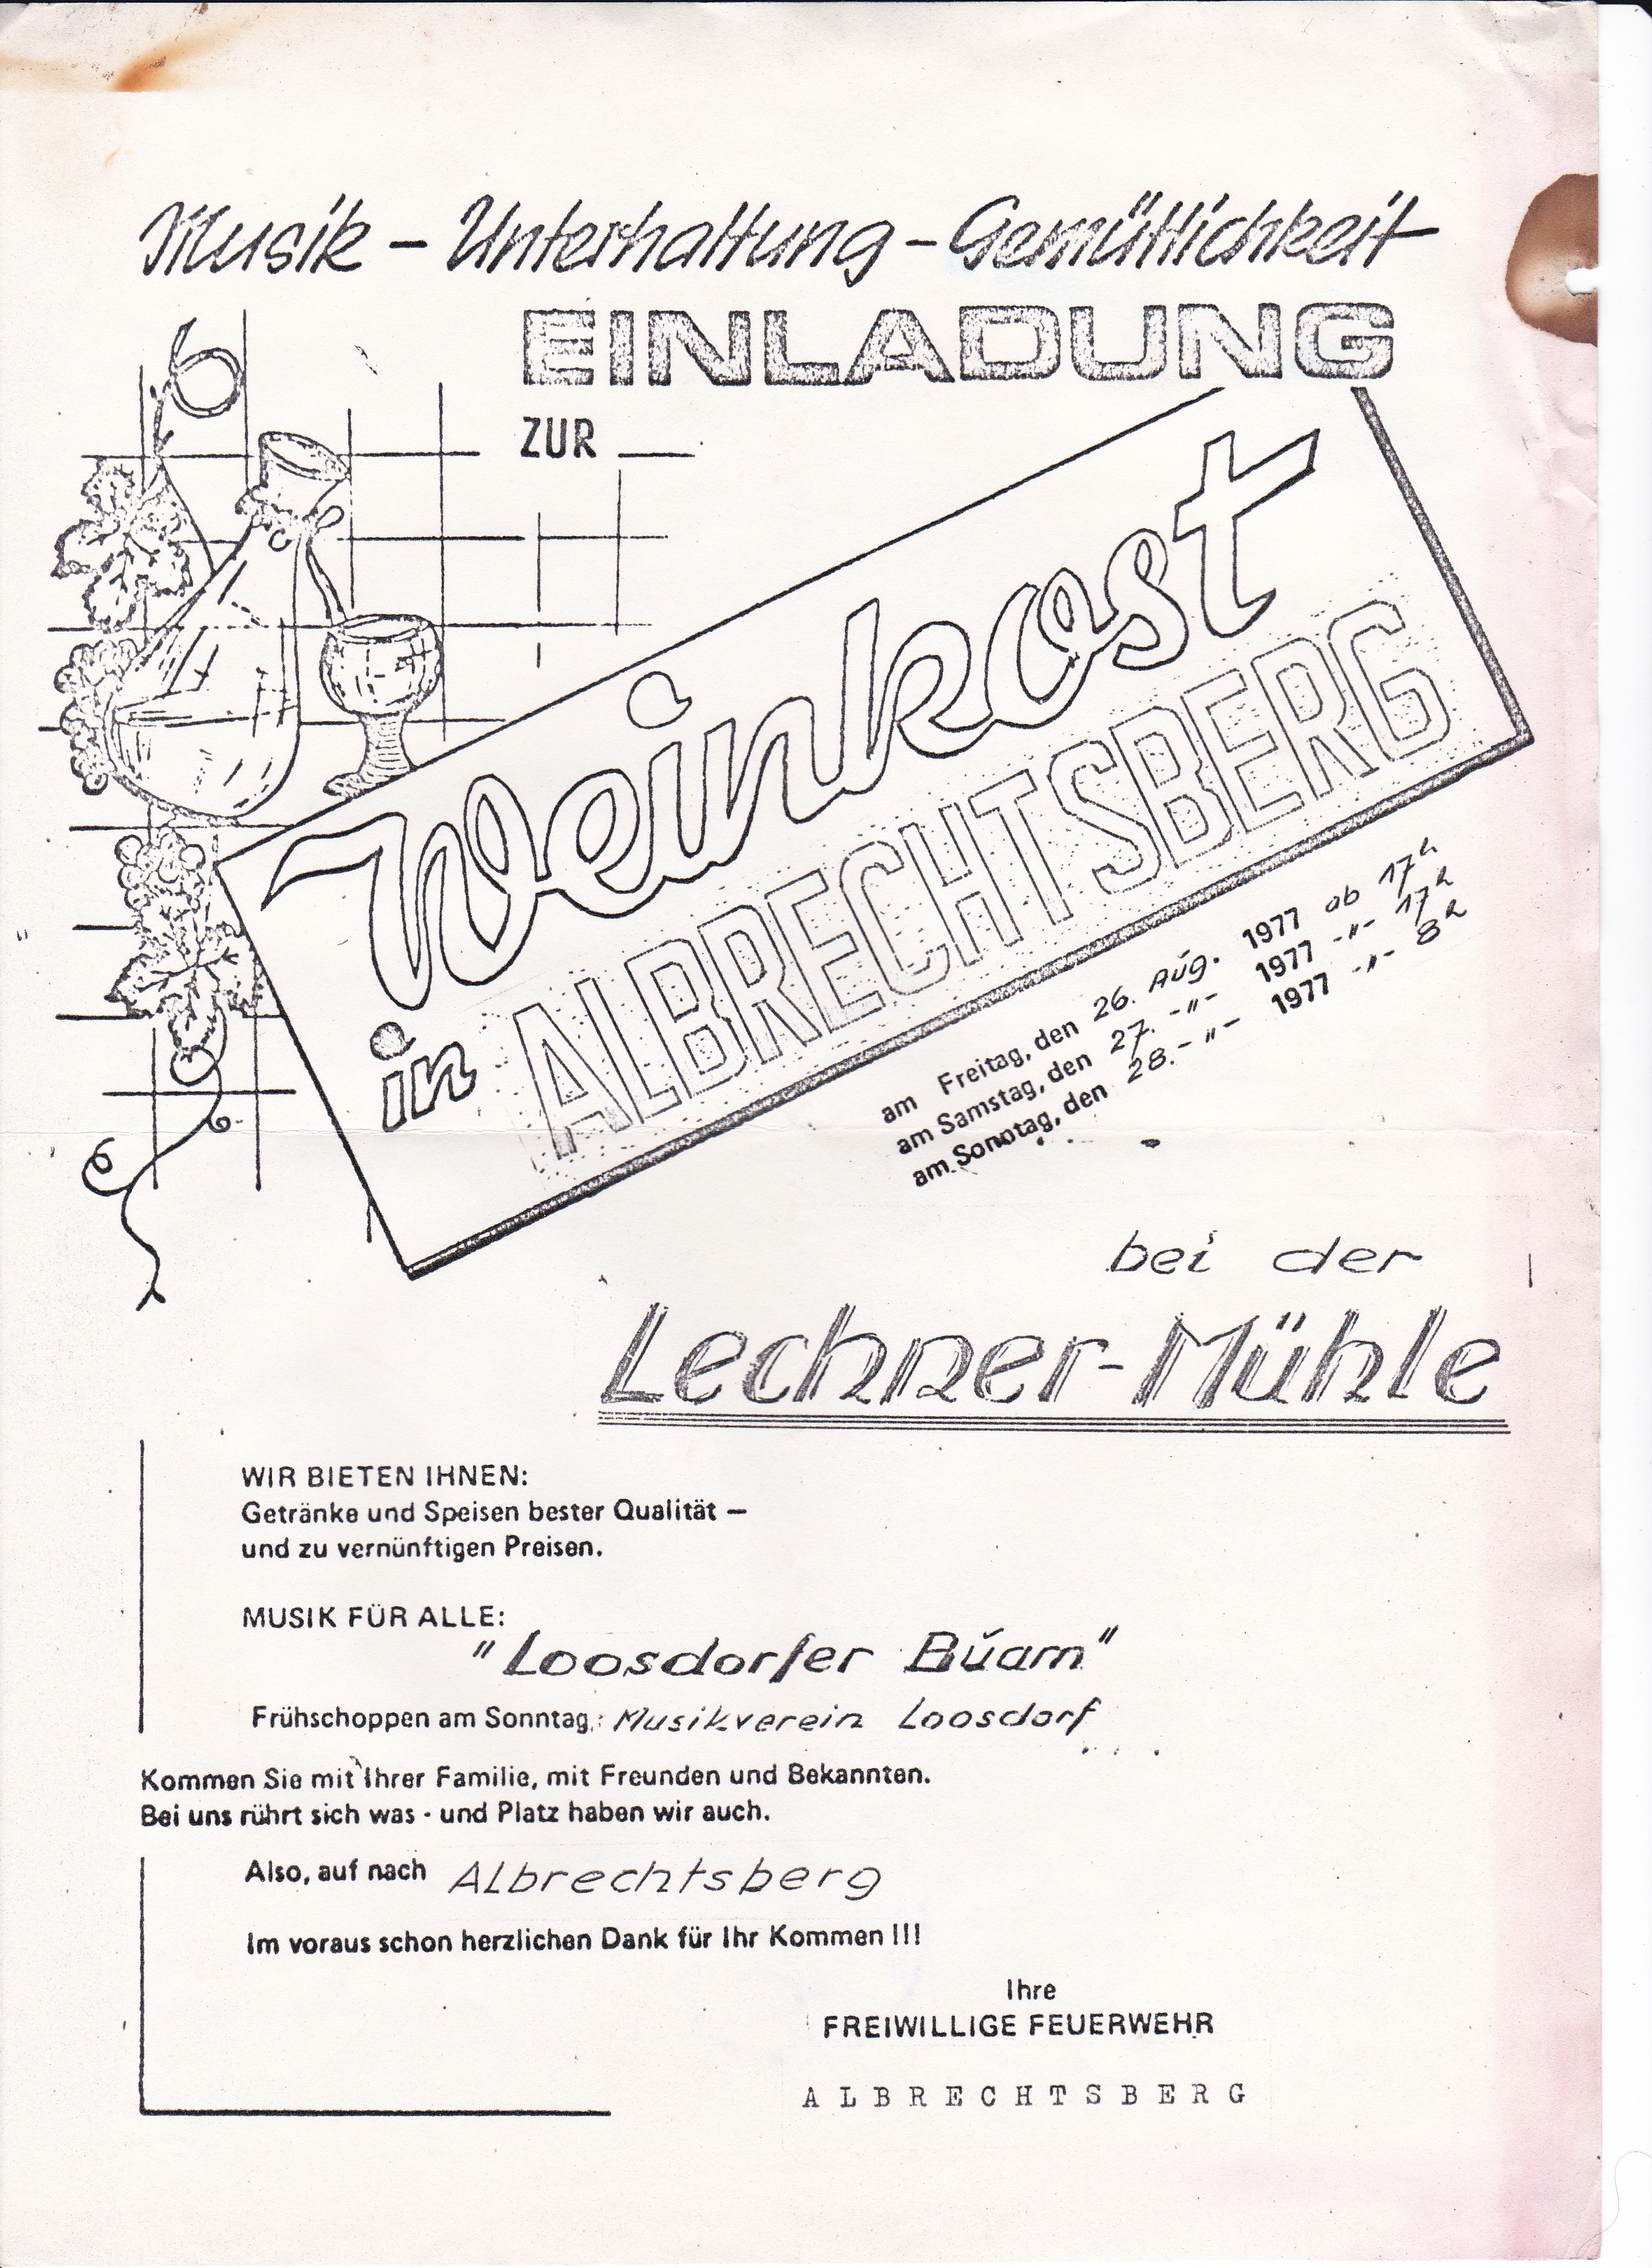 Musik – Unterhaltung – Gemütlichkeit
EINLADUNG
ZUR
Weinkost
in ALBRECHTSBERG
am Freitag, den 26. Aug. 1977 ab 17h
am Samstag, den 27. -"- 1977 -"- 17h
am Sonntag, den 28. -"- 1977 -"- 8h
bei der
Lechner-Mühle
WIR BIETEN IHNEN:
Getränke und Speisen bester Qualität –
und zu vernünftigen Preisen.
MUSIK FÜR ALLE:
"Loosdorfer Buam"
Frühschoppen am Sonntag: Musikverein Loosdorf
Kommen Sie mit Ihrer Familie, mit Freunden und Bekannten.
Bei uns rührt sich was - und Platz haben wir auch.
Also, auf nach Albrechtsberg
Im voraus schon herzlichen Dank für Ihr Kommen !!!
Ihre
FREIWILLIGE FEUERWEHR
ALBRECHTSBERG